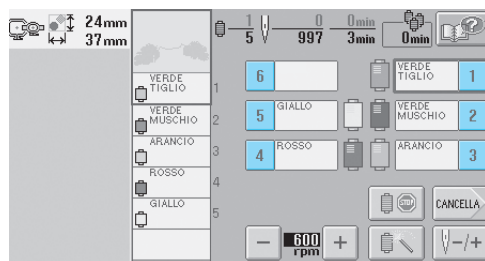 24mm
37mm
1
5
0
997
0min
3min
0min
VERDE
TIGLIO
1
VERDE
MUSCHIO
2
ARANCIO
3
ROSSO
4
GIALLO
5
6
VERDE
TIGLIO
1
5
GIALLO
VERDE
MUSCHIO
2
4
ROSSO
ARANCIO
3
STOP
CANCELLA
−
600
rpm
+
−/+